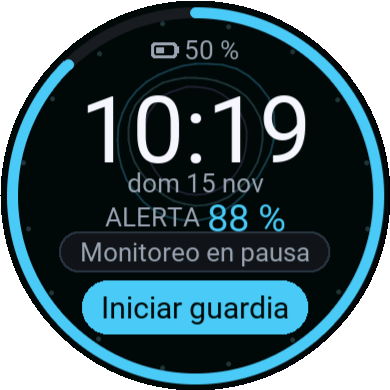 50 %
10:19
dom 15 nov
ALERTA 88 %
Monitoreo en pausa
Iniciar guardia